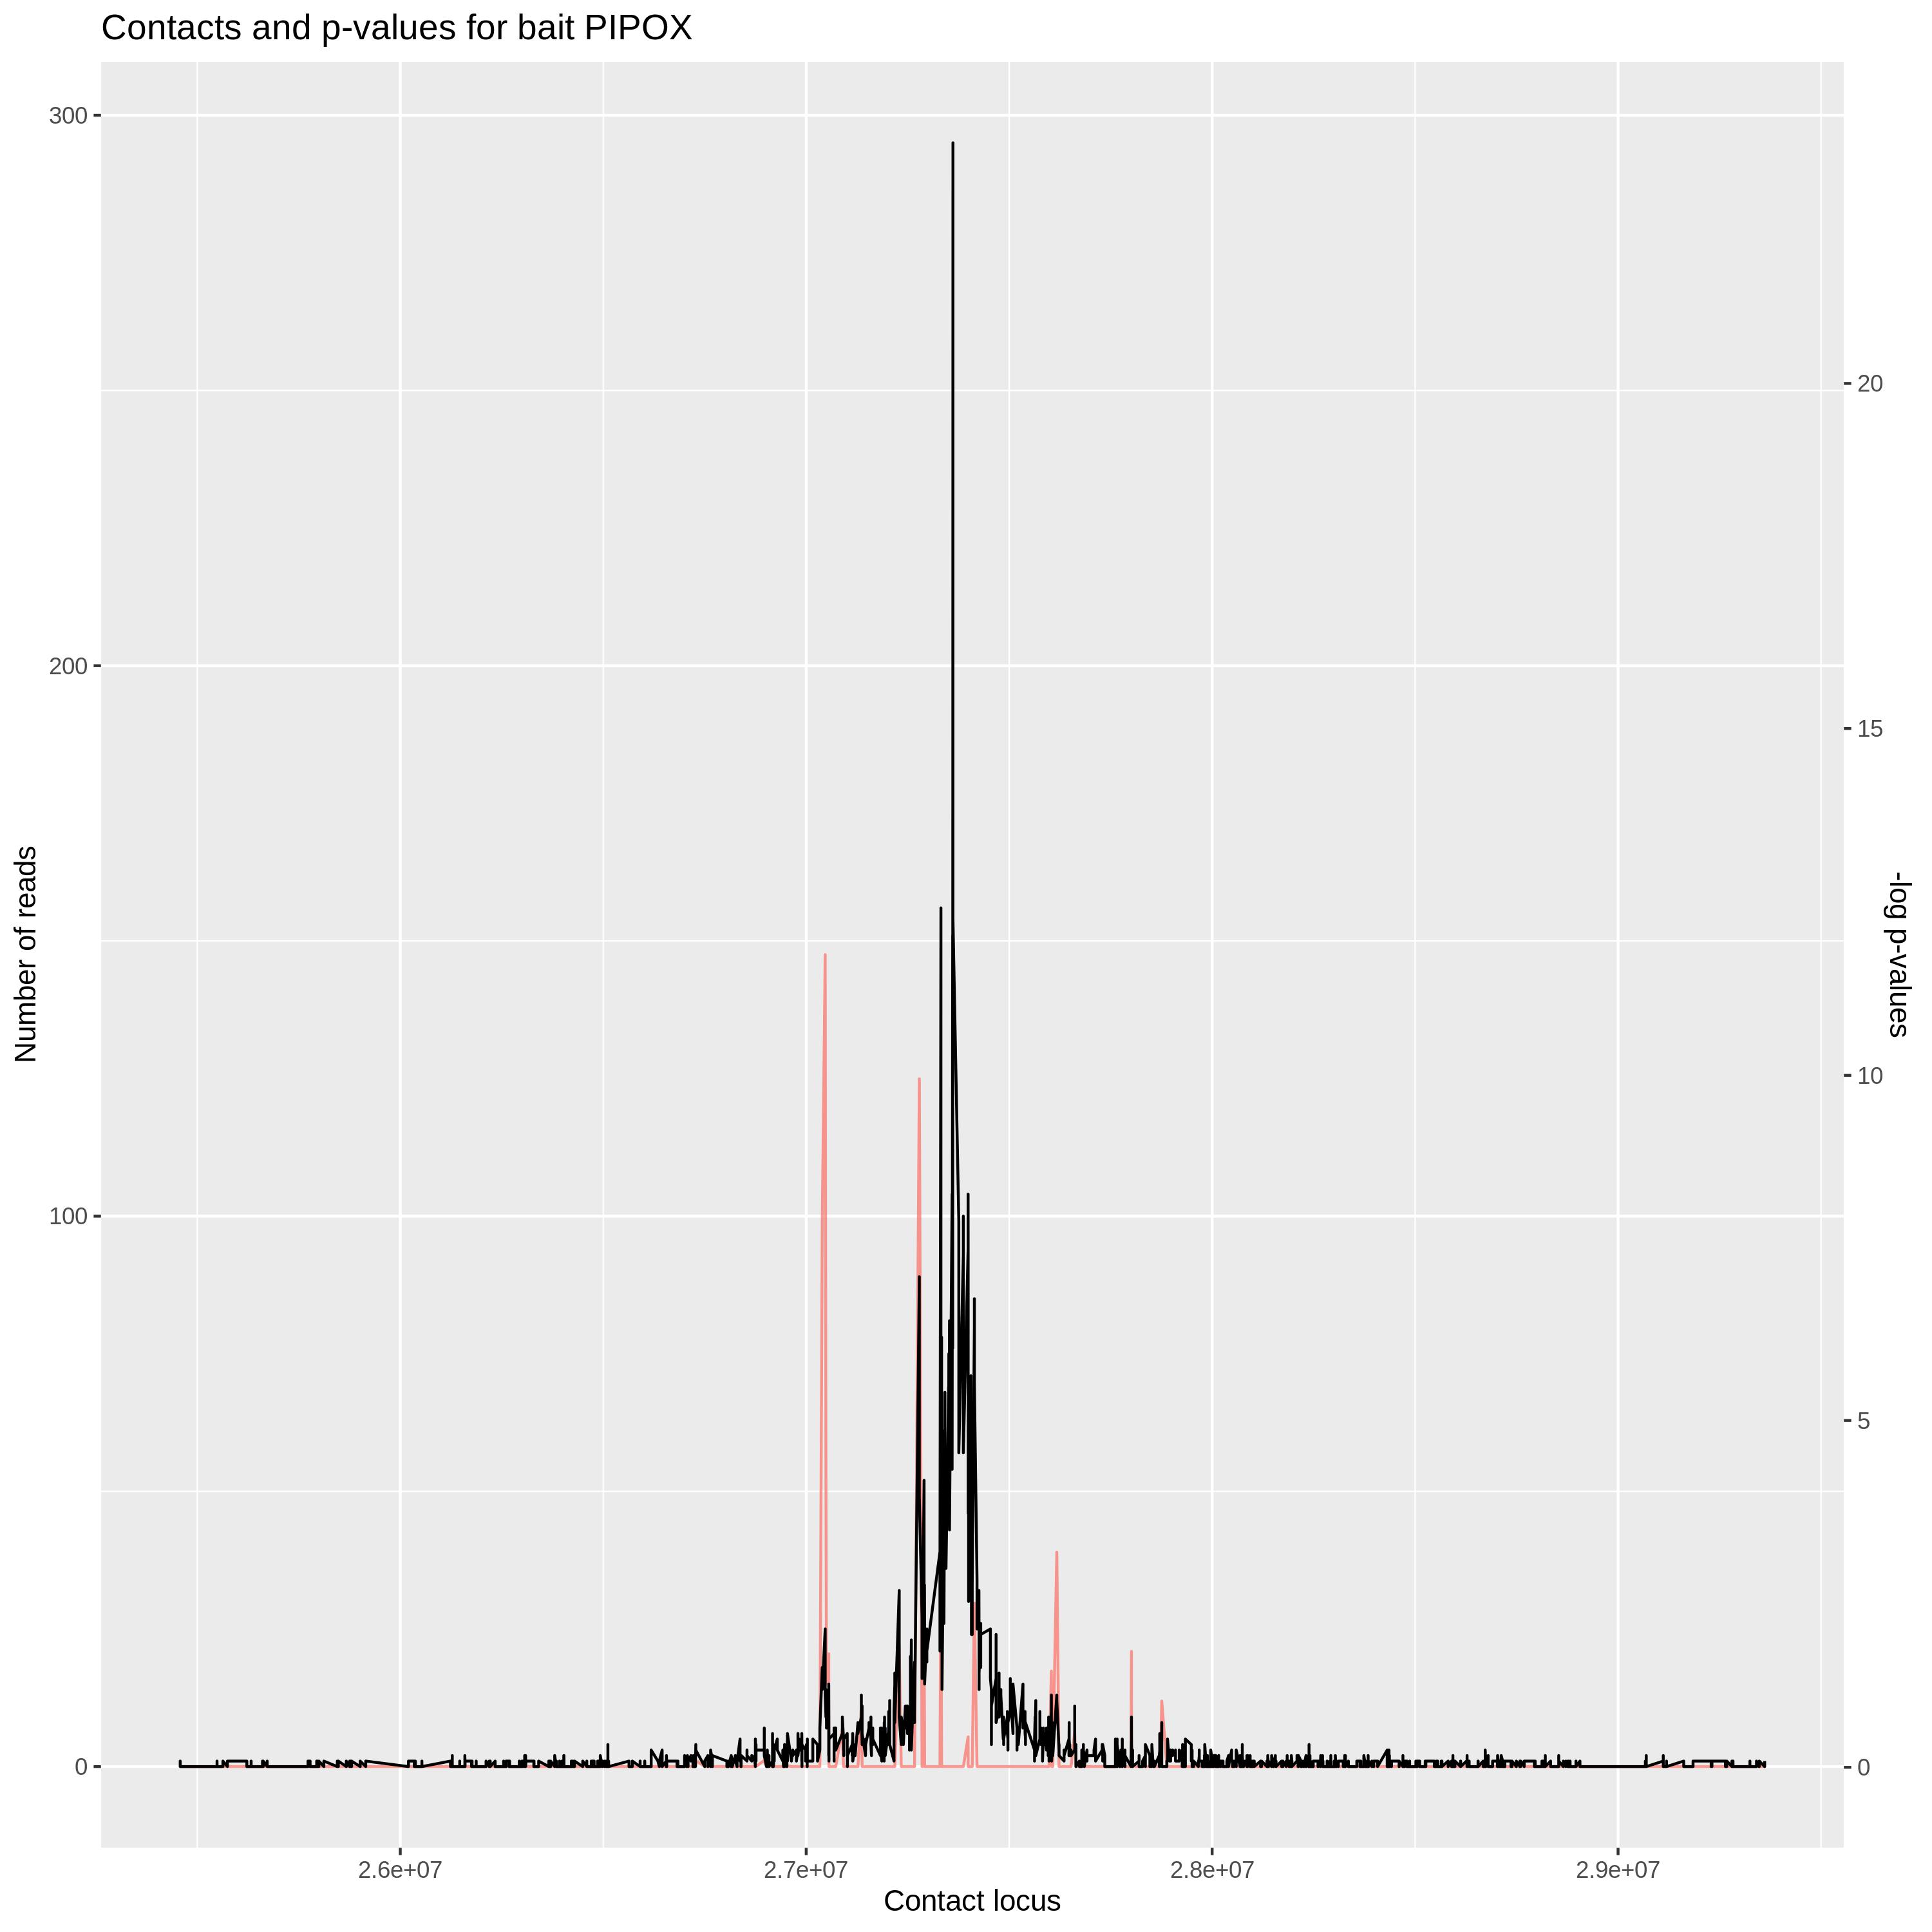 Contacts and p-values for bait PIPOX
300
200
100
0
Number of reads
20
15
10
5
0
-log p-values
2.6e+07
2.7e+07
2.8e+07
2.9e+07
Contact locus